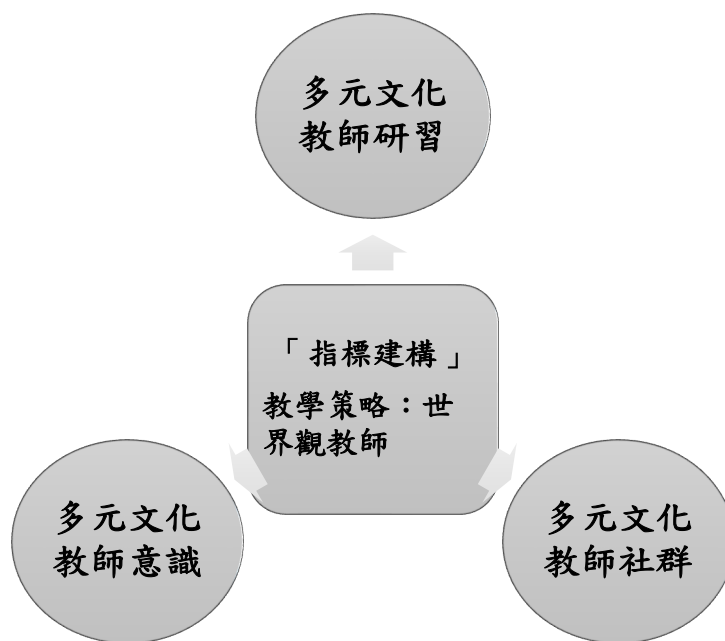 多元文化
教師研習
「指標建構」
教學策略：世
界觀教師
多元文化
教師意識
多元文化
教師社群